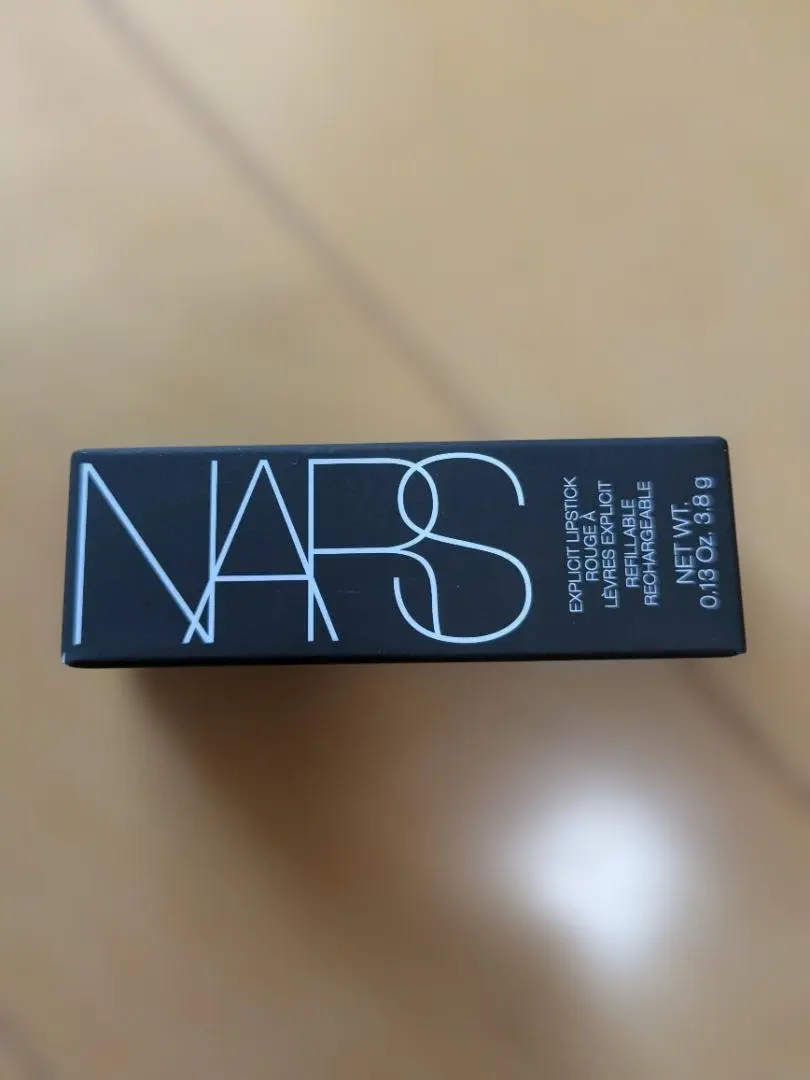 NARS
EXPLICIT LIPSTICK
ROUGE À
LÈVRES EXPLICIT
REFILLABLE
RECHARGEABLE
NET WT.
0.13 Oz. 3.8 g